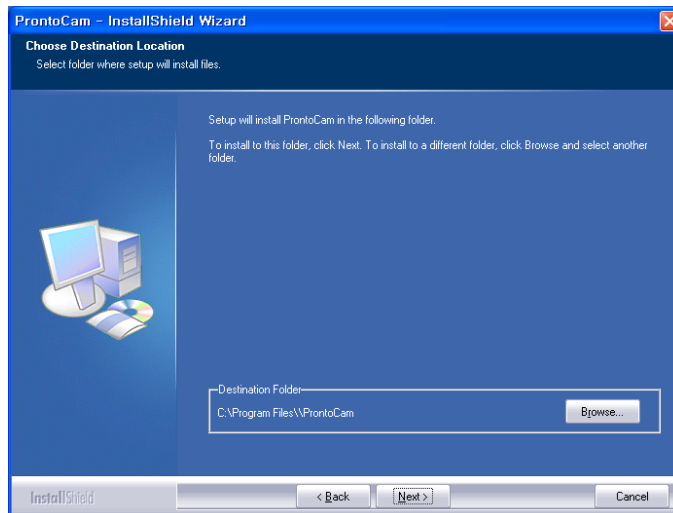 ProntoCam - InstallShield Wizard
Choose Destination Location
Select folder where setup will install files.
Setup will install ProntoCam in the following folder.
To install to this folder, click Next. To install to a different folder, click Browse and select another
folder.
Destination Folder
C:\Program Files\\ProntoCam
Browse...
InstallShield
< Back
Next >
Cancel